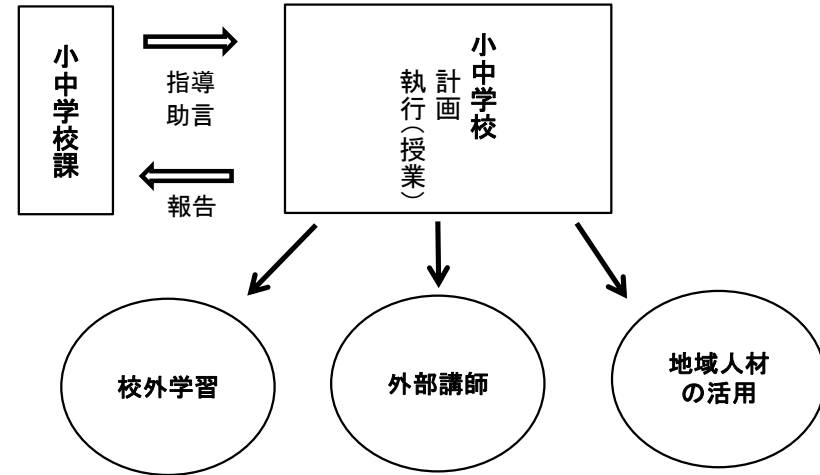 小中学校課
指導
助言
報告
小中学校
計画
執行（授業）
校外学習
外部講師
地域人材
の活用